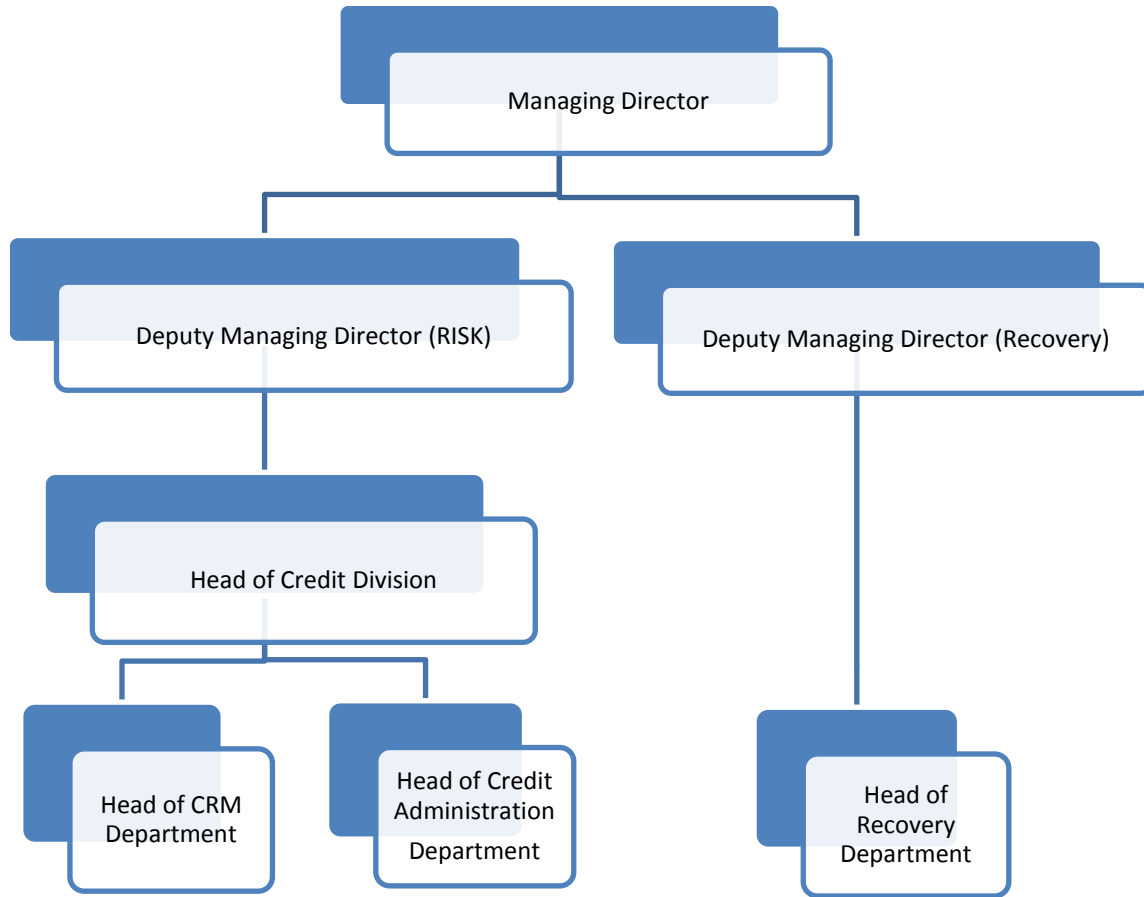 Managing Director
Deputy Managing Director (RISK)
Deputy Managing Director (Recovery)
Head of Credit Division
Head of CRM
Department
Head of Credit
Administration
Department
Head of
Recovery
Department